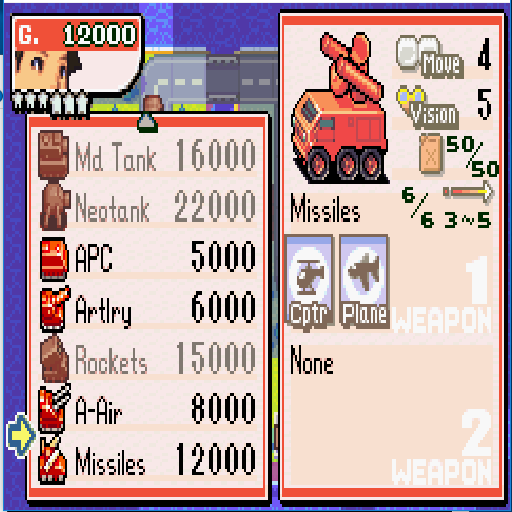 G. 12000
Md Tank 16000
Neotank 22000
APC 5000
Artlry 6000
Rockets 15000
A-Air 8000
Missiles 12000
Move 4
Vision 5
50/50
6/6 3~5
Missiles
Cptr Plane
1
WEAPON
None
2
WEAPON